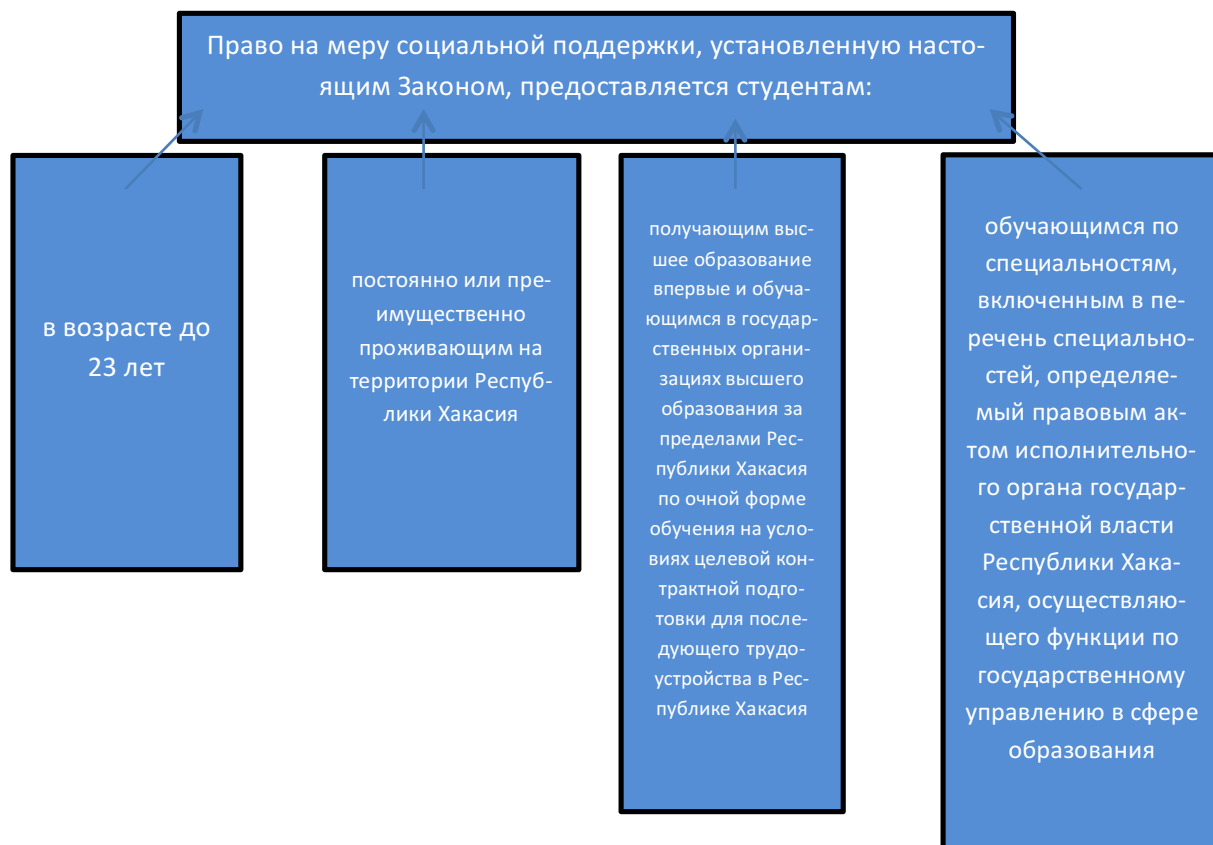 Право на меру социальной поддержки, установленную насто-
ящим Законом, предоставляется студентам:
в возрасте до
23 лет
постоянно или пре-
имущественно
проживающим на
территории Респуб-
лики Хакасия
получающим выс-
шее образование
впервые и обуча-
ющимся в государ-
ственных органи-
зациях высшего
образования за
пределами Рес-
публики Хакасия
по очной форме
обучения на усло-
виях целевой кон-
трактной подго-
товки для после-
дующего трудо-
устройства в Рес-
публике Хакасия
обучающимся по
специальностям,
включенным в пе-
речень специально-
стей, определяе-
мый правовым ак-
том исполнительно-
го органа государ-
ственной власти
Республики Хака-
сия, осуществляю-
щего функции по
государственному
управлению в сфере
образования